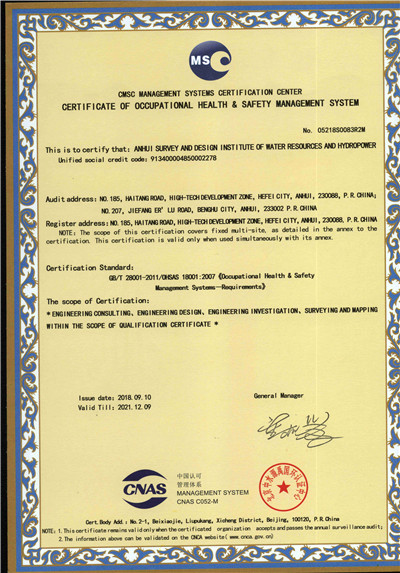 MSC
CMSC MANAGEMENT SYSTEMS CERTIFICATION CENTER
CERTIFICATE OF OCCUPATIONAL HEALTH & SAFETY MANAGEMENT SYSTEM
No. 05218S0083R2M
This is to certify that: ANHUI SURVEY AND DESIGN INSTITUTE OF WATER RESOURCES AND HYDROPOWER
Unified social credit code: 913400004850002278
Audit address: NO.185, HAITANG ROAD, HIGH-TECH DEVELOPMENT ZONE, HEFEI CITY, ANHUI, 230088, P.R.CHINA;
NO.207, JIEFANG ER' LU ROAD, BENGHU CITY, ANHUI, 233002 P.R.CHINA
Register address: NO.185, HAITANG ROAD, HIGH-TECH DEVELOPMENT ZONE, HEFEI CITY, ANHUI, 230088, P.R.CHINA
NOTE: The scope of this certification covers fixed multi-site, as detailed in the annex to the
certification. This certification is valid only when used simultaneously with its annex.
Certification Standard:
GB/T 28001-2011/OHSAS 18001:2007《Occupational Health & Safety
Management Systems—Requirements》
The scope of Certification:
*ENGINEERING CONSULTING、ENGINEERING DESIGN、ENGINEERING INVESTIGATION、SURVEYING AND MAPPING
WITHIN THE SCOPE OF QUALIFICATION CERTIFICATE *
Issue date: 2018.09.10
General Manager
Valid Till: 2021.12.09
CNAS
中国认可
管理体系
MANAGEMENT SYSTEM
CNAS C052-M
Cert.Body Add.: No.2-1, Beixiaojie, Liupukang, Xicheng District, Beijing, 100120, P.R.China
NOTE: 1.This certificate remains valid only when the certificated organization accepts and passes the annual surveillance audit;
2.The information above can be validated on the CNCA website( www.cnca.gov.cn)